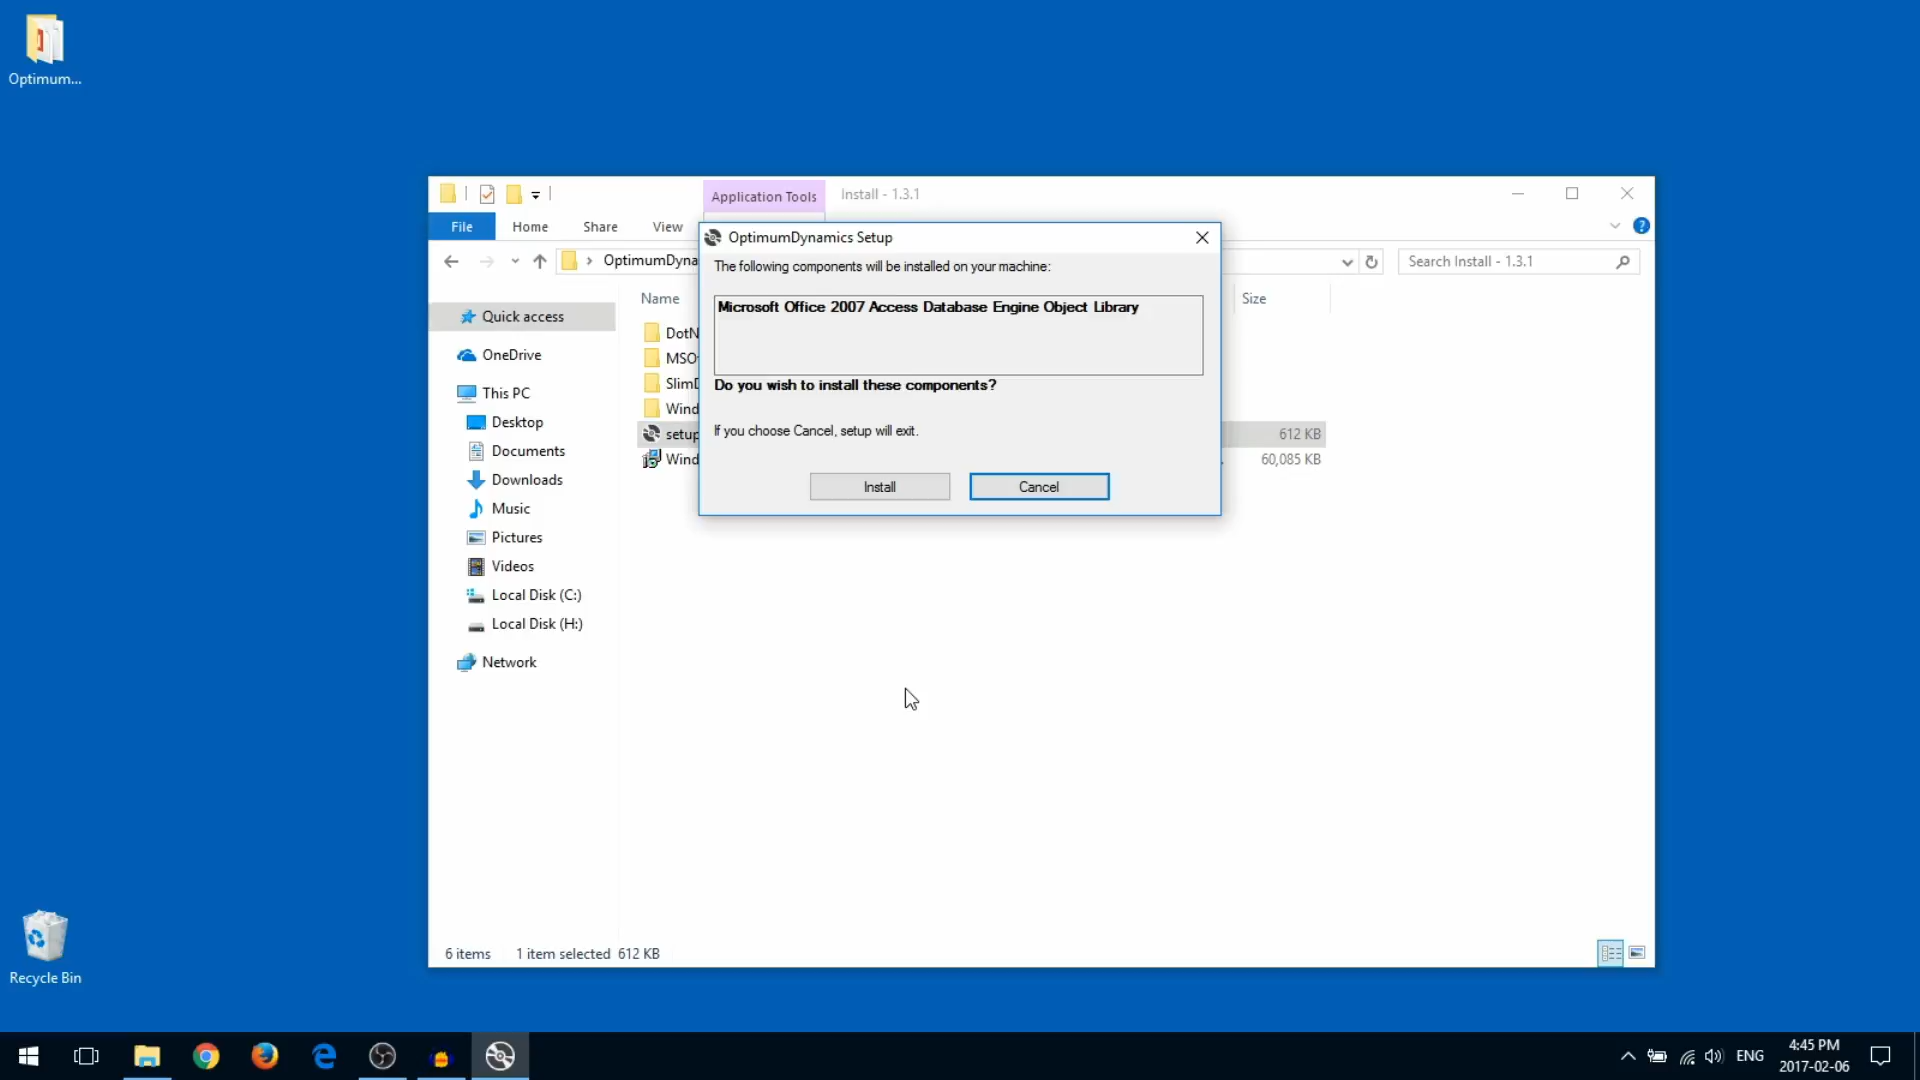 Optimum...
Application Tools
Install - 1.3.1
File
Home
Share
View
OptimumDyna
Search Install - 1.3.1
OptimumDynamics Setup
The following components will be installed on your machine:
Microsoft Office 2007 Access Database Engine Object Library
Do you wish to install these components?
If you choose Cancel, setup will exit.
Install
Cancel
Name
Size
Quick access
OneDrive
This PC
Desktop
Documents
Downloads
Music
Pictures
Videos
Local Disk (C:)
Local Disk (H:)
Network
DotN
MSO
SlimD
Wind
setup
612 KB
Wind
60,085 KB
6 items
1 item selected 612 KB
Recycle Bin
ENG
4:45 PM
2017-02-06